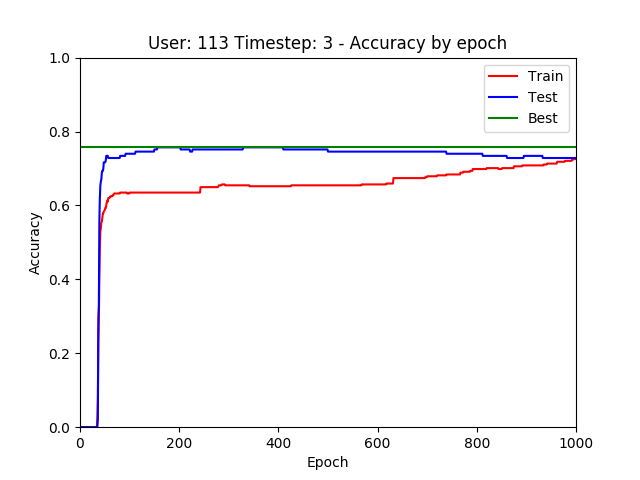 User: 113 Timestep: 3 - Accuracy by epoch
1.0
0.8
0.6
0.4
0.2
0.0
Accuracy
Train
Test
Best
0 200 400 600 800 1000
Epoch